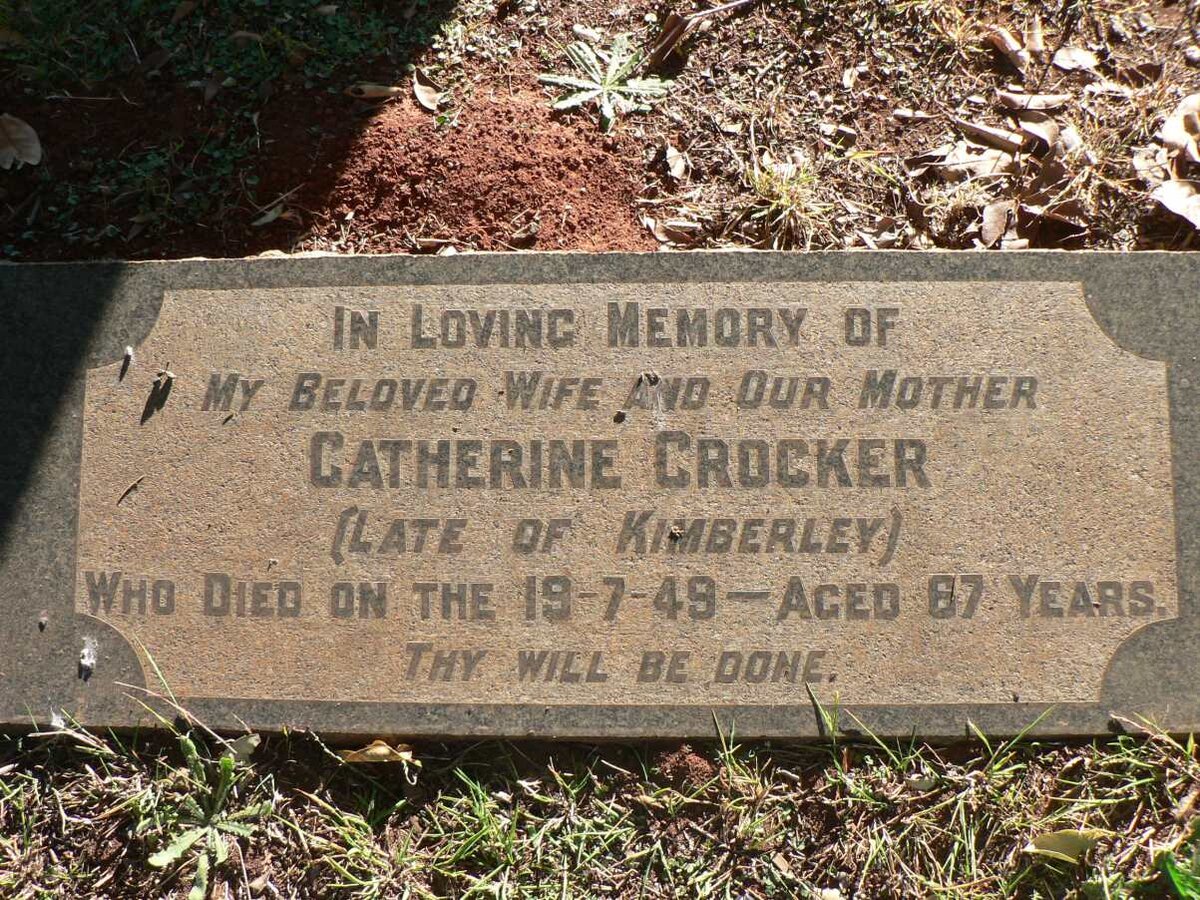 IN LOVING MEMORY OF
MY BELOVED WIFE AND OUR MOTHER
CATHERINE CROCKER
(LATE OF KIMBERLEY)
WHO DIED ON THE 19-7-49 — AGED 87 YEARS.
THY WILL BE DONE.